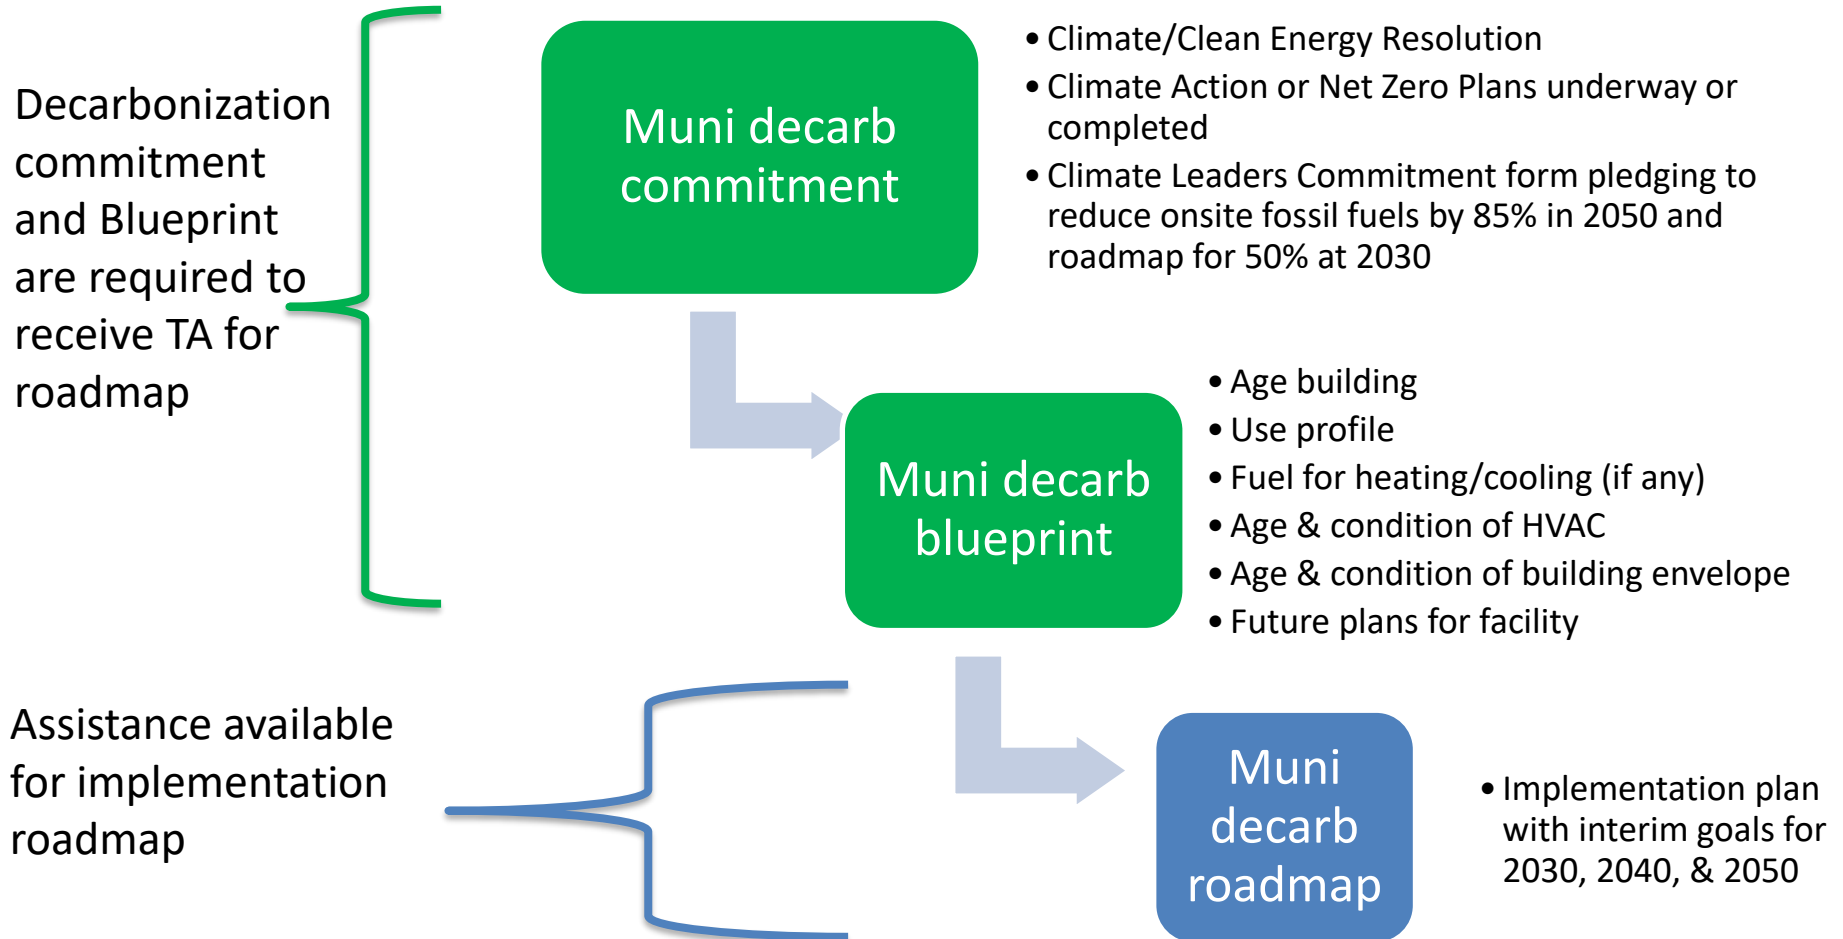 Decarbonization
commitment
and Blueprint
are required to
receive TA for
roadmap
Muni decarb
commitment
• Climate/Clean Energy Resolution
• Climate Action or Net Zero Plans underway or
completed
• Climate Leaders Commitment form pledging to
reduce onsite fossil fuels by 85% in 2050 and
roadmap for 50% at 2030
Muni decarb
blueprint
• Age building
• Use profile
• Fuel for heating/cooling (if any)
• Age & condition of HVAC
• Age & condition of building envelope
• Future plans for facility
Assistance available
for implementation
roadmap
Muni
decarb
roadmap
• Implementation plan
with interim goals for
2030, 2040, & 2050